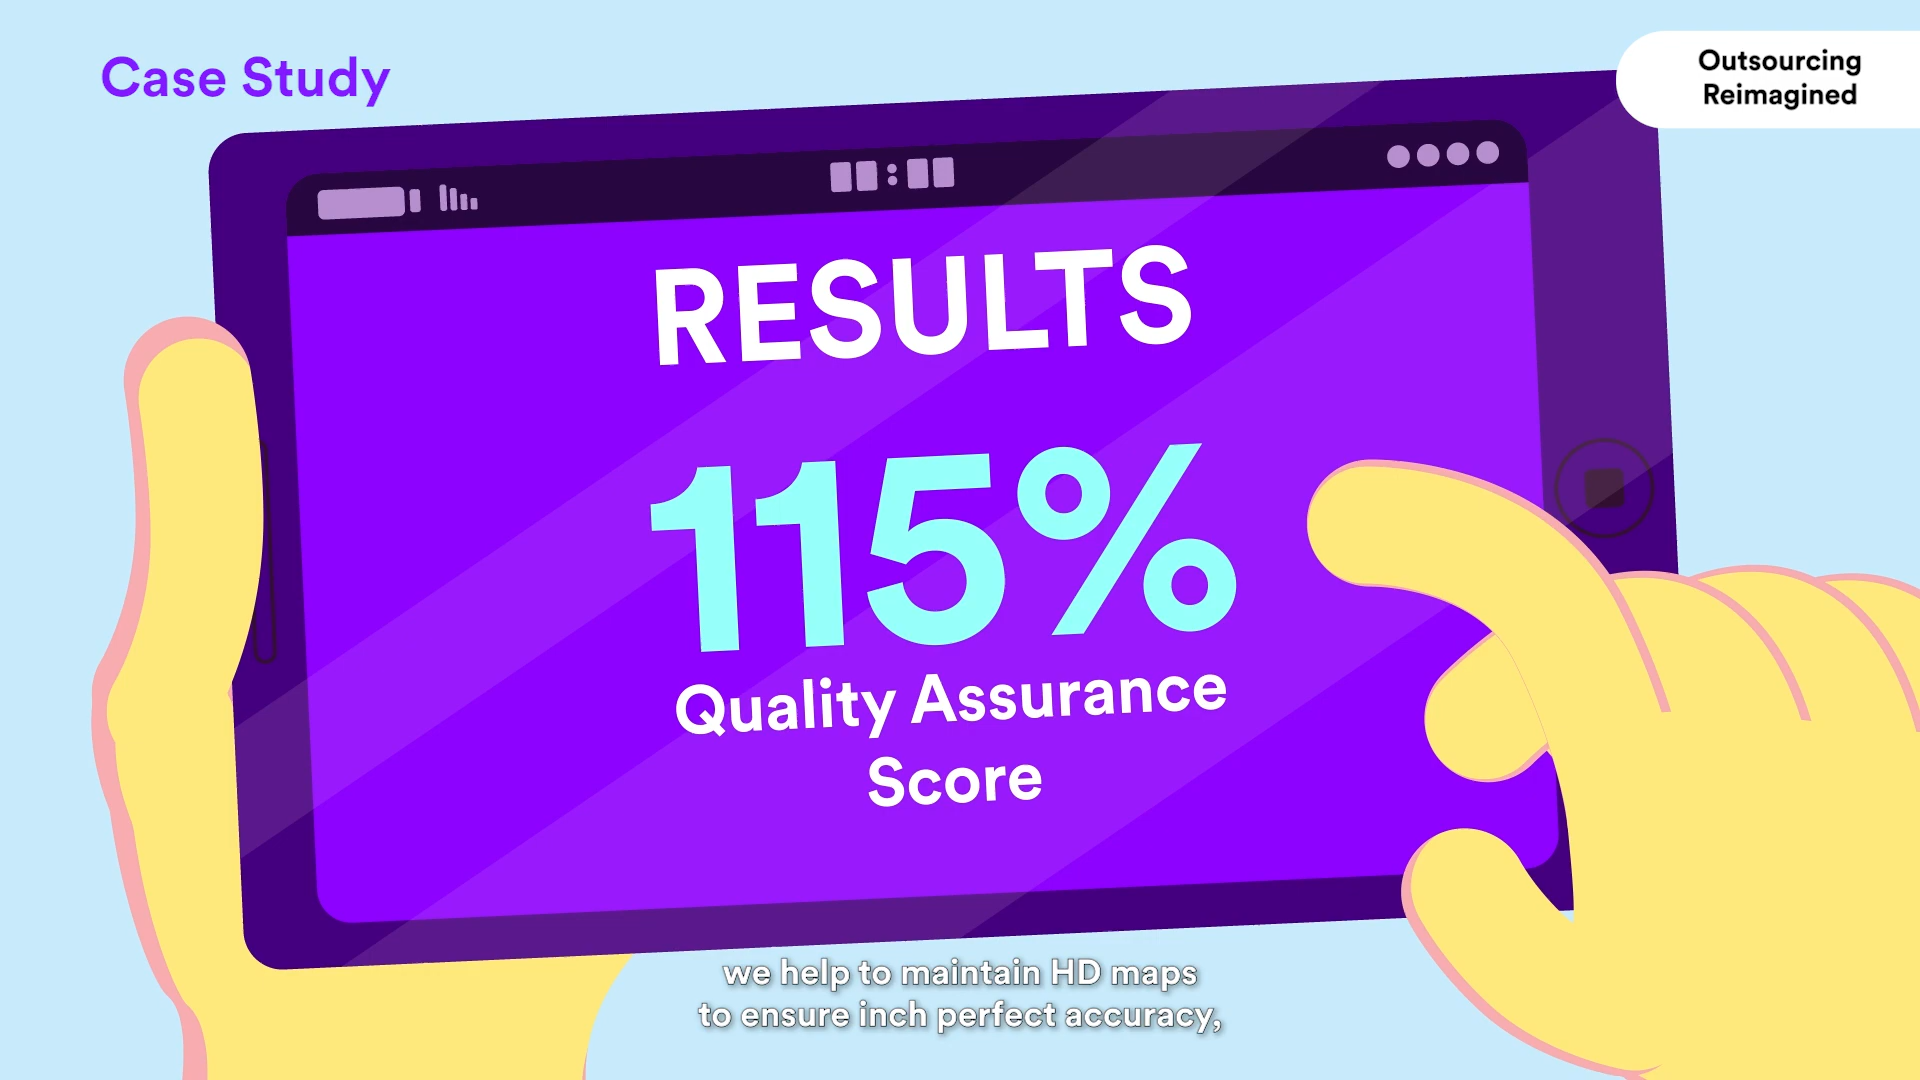 Case Study
Outsourcing
Reimagined
RESULTS
115%
Quality Assurance
Score
we help to maintain HD maps
to ensure inch perfect accuracy,